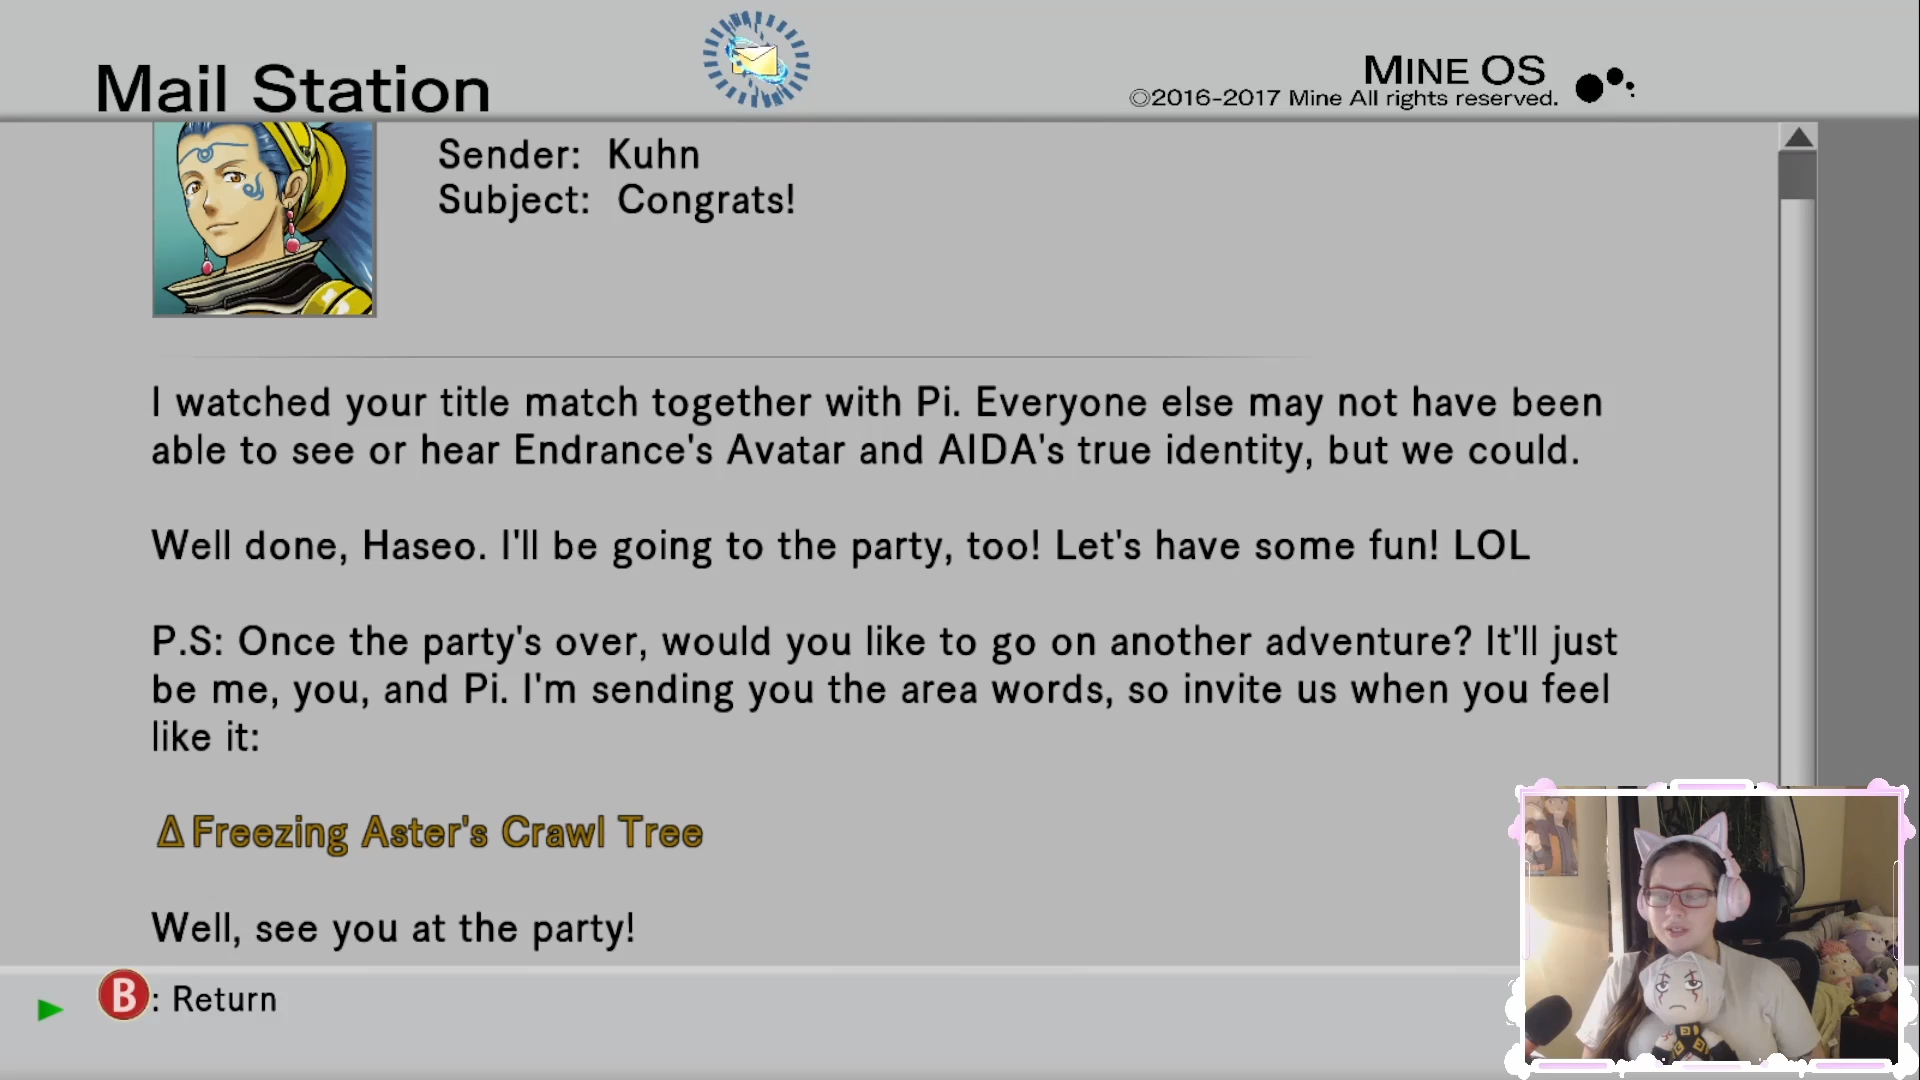 Mail Station
MINE OS
©2016-2017 Mine All rights reserved.
Sender: Kuhn
Subject: Congrats!
I watched your title match together with Pi. Everyone else may not have been
able to see or hear Endrance's Avatar and AIDA's true identity, but we could.
Well done, Haseo. I'll be going to the party, too! Let's have some fun! LOL
P.S: Once the party's over, would you like to go on another adventure? It'll just
be me, you, and Pi. I'm sending you the area words, so invite us when you feel
like it:
Δ Freezing Aster's Crawl Tree
Well, see you at the party!
B : Return